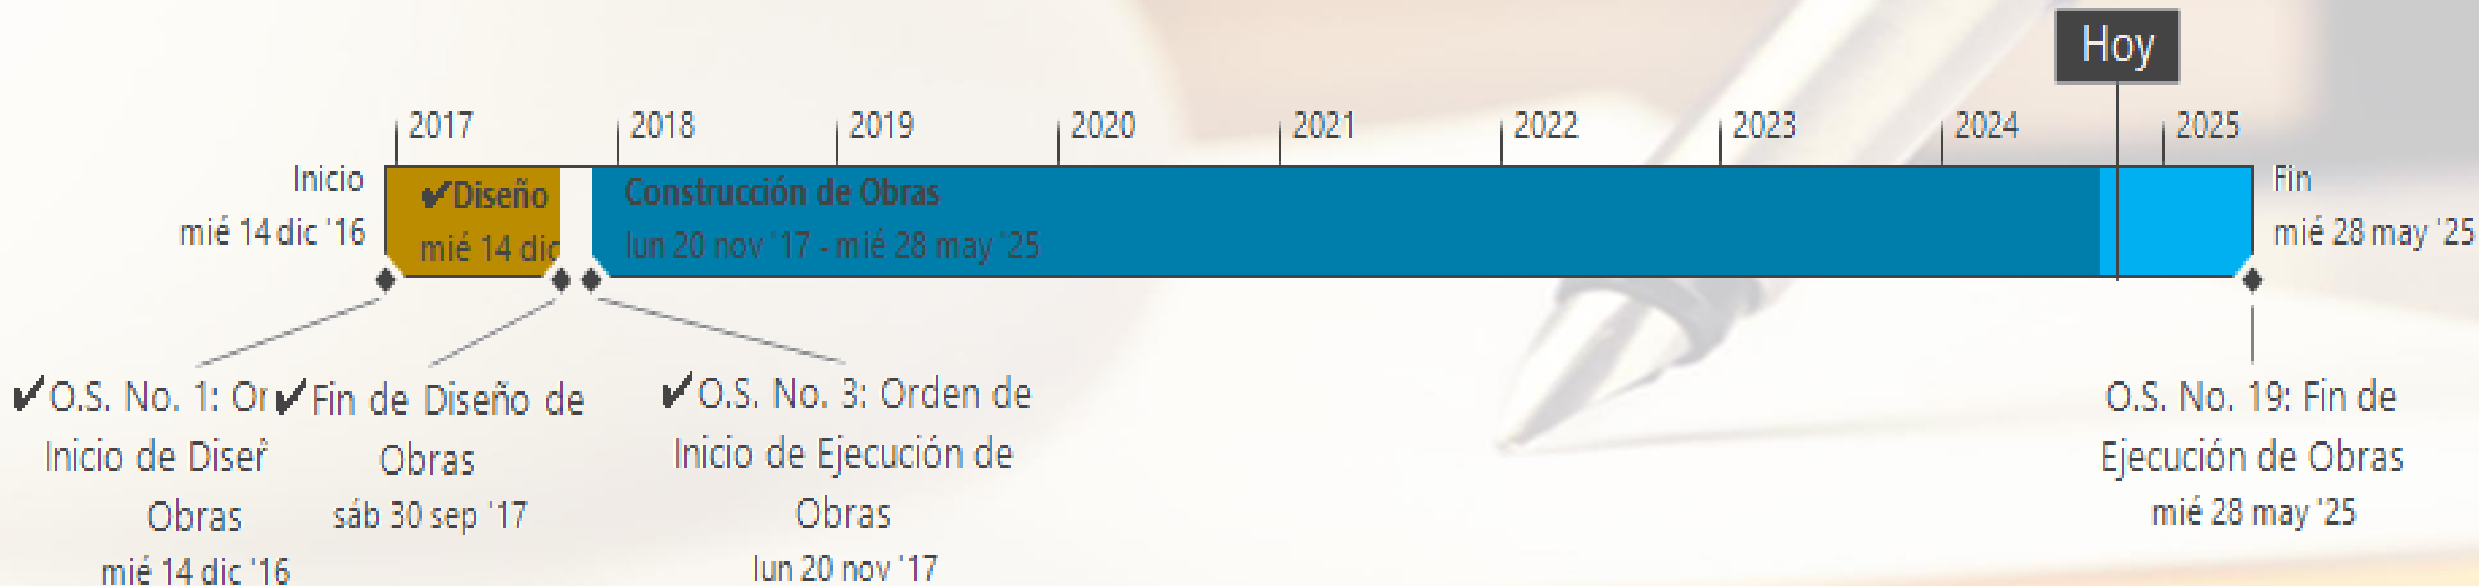 Hoy
2017 2018 2019 2020 2021 2022 2023 2024 2025
Inicio
mié 14 dic '16
✔Diseño
mié 14 dic
Construcción de Obras
lun 20 nov '17 - mié 28 may '25
Fin
mié 28 may '25
✔O.S. No. 1: Or
Inicio de Diseñ
Obras
mié 14 dic '16
✔Fin de Diseño de
Obras
sáb 30 sep '17
✔O.S. No. 3: Orden de
Inicio de Ejecución de
Obras
lun 20 nov '17
O.S. No. 19: Fin de
Ejecución de Obras
mié 28 may '25